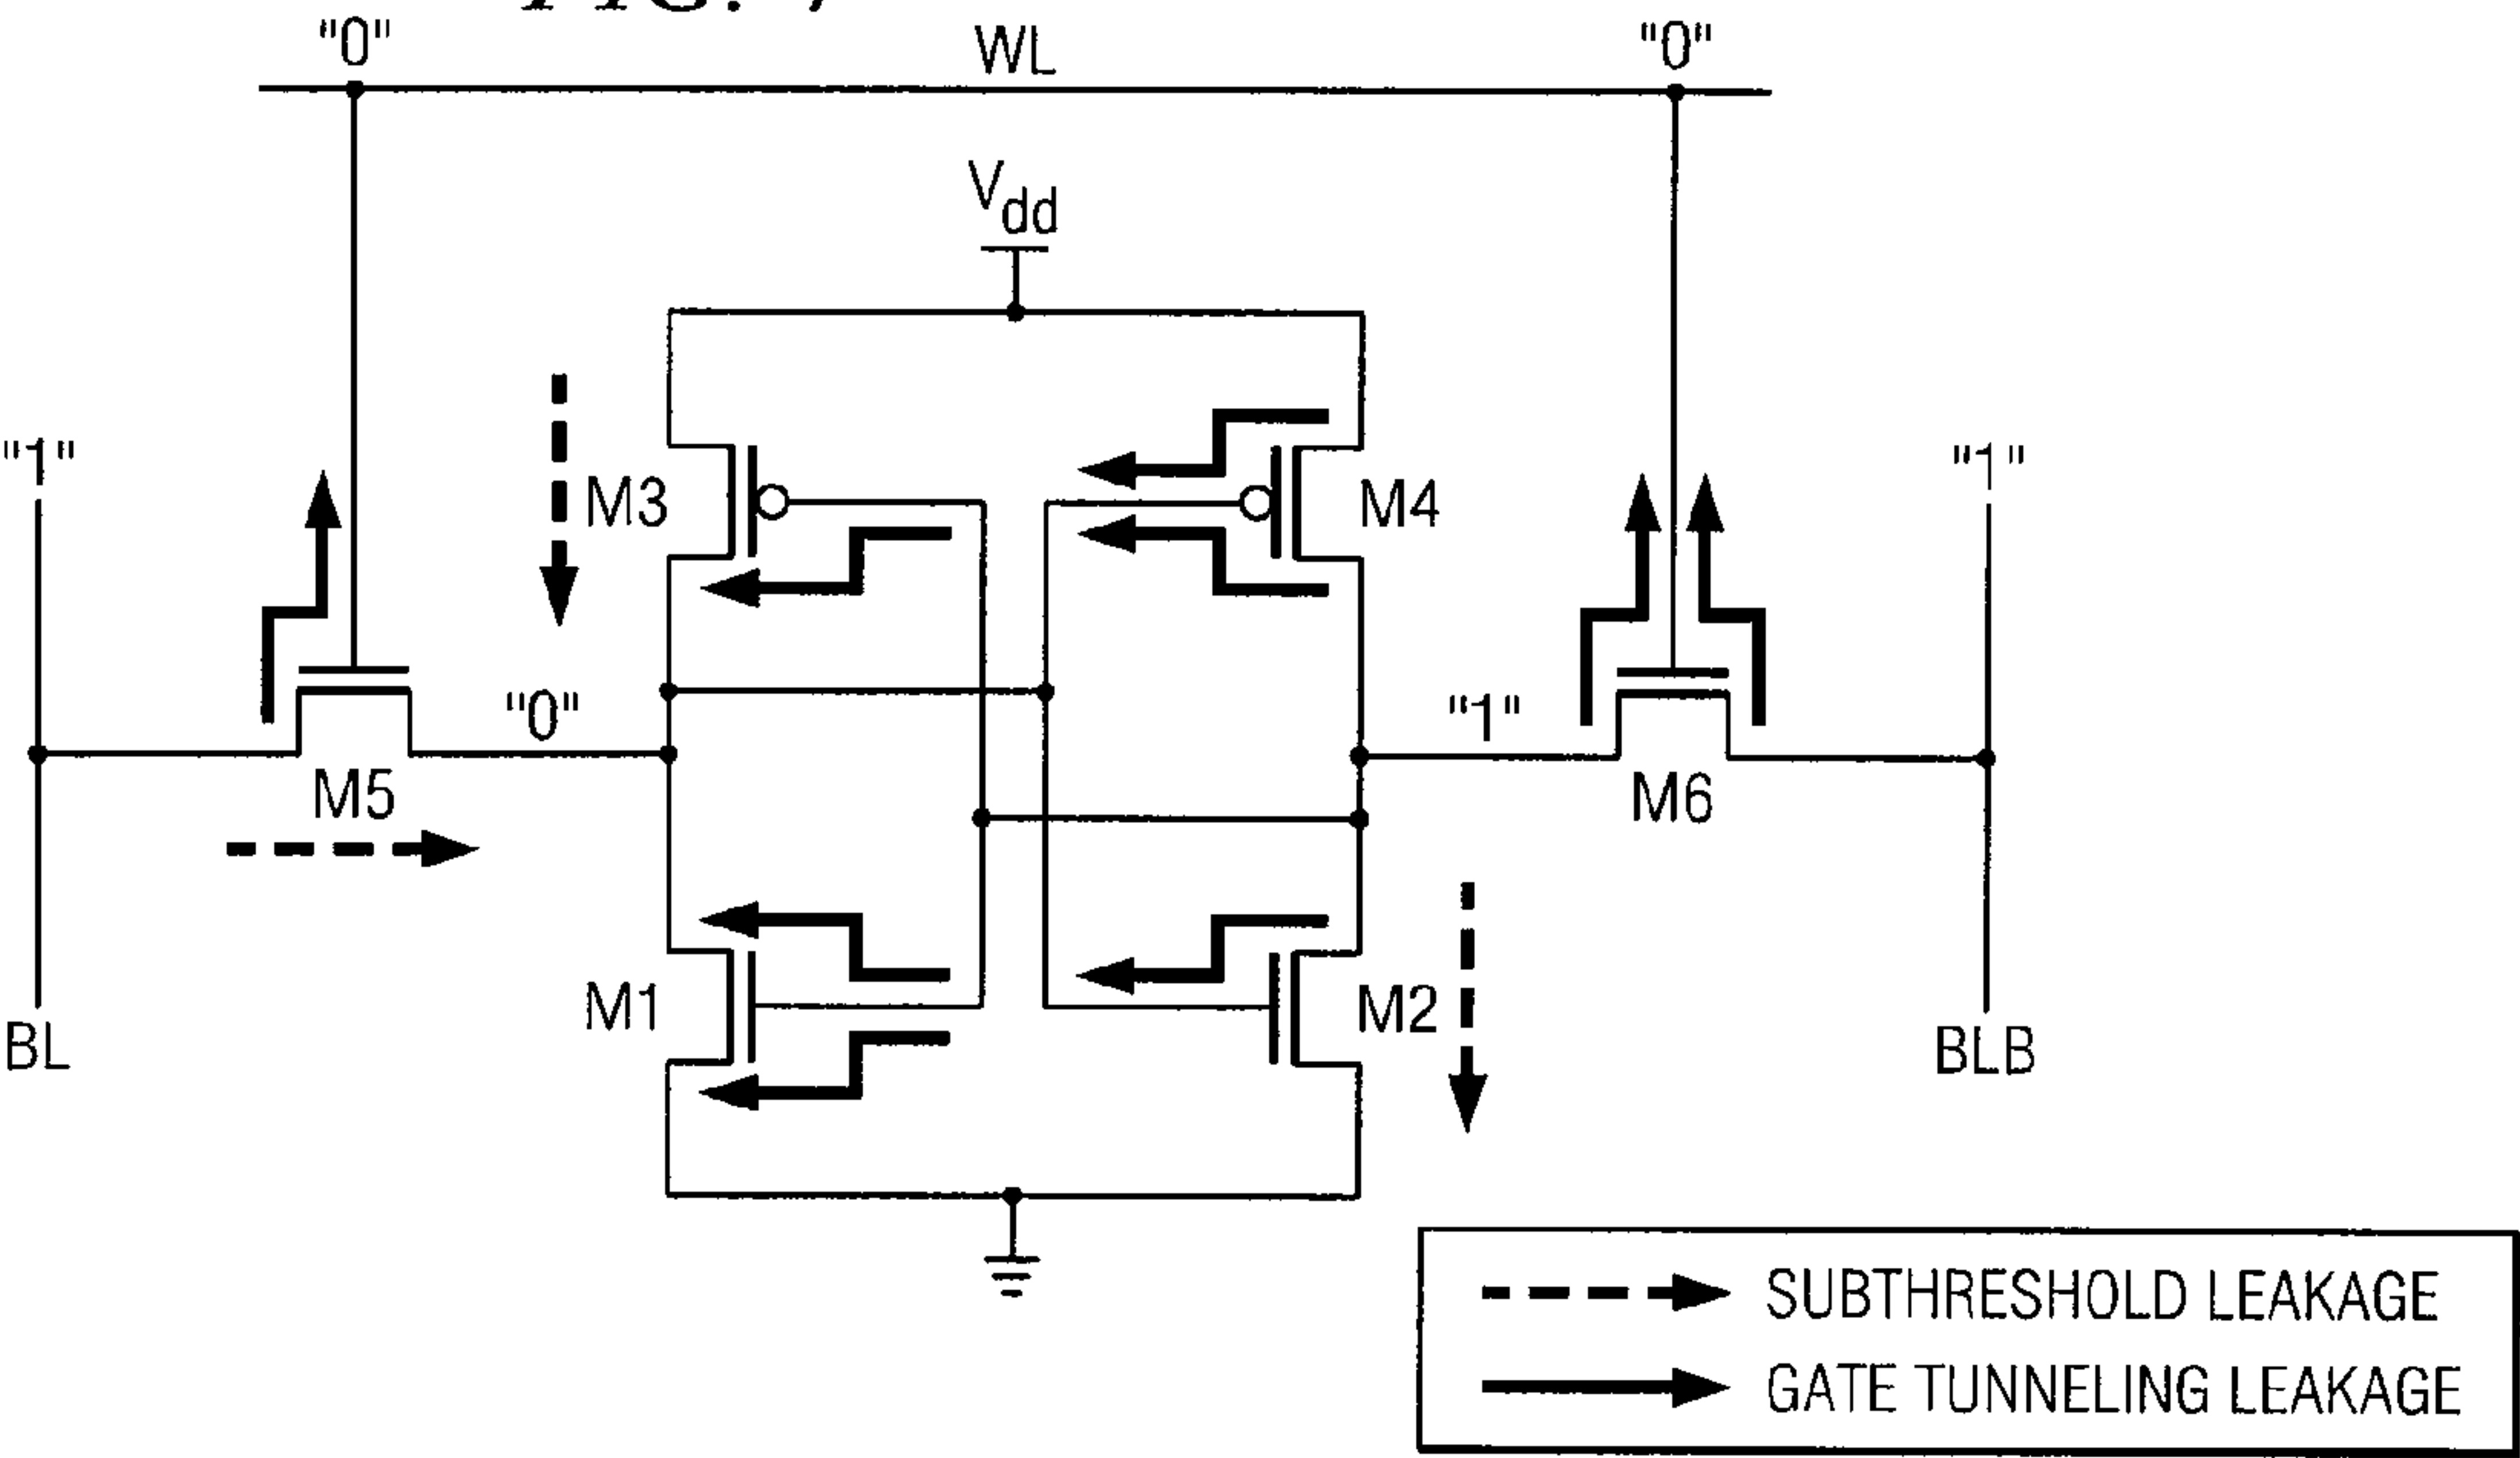 "0" WL "0"
Vdd
"1" "1"
M3 M4
"0" "1"
M5 M6
M1 M2
BL BLB
SUBTHRESHOLD LEAKAGE
GATE TUNNELING LEAKAGE